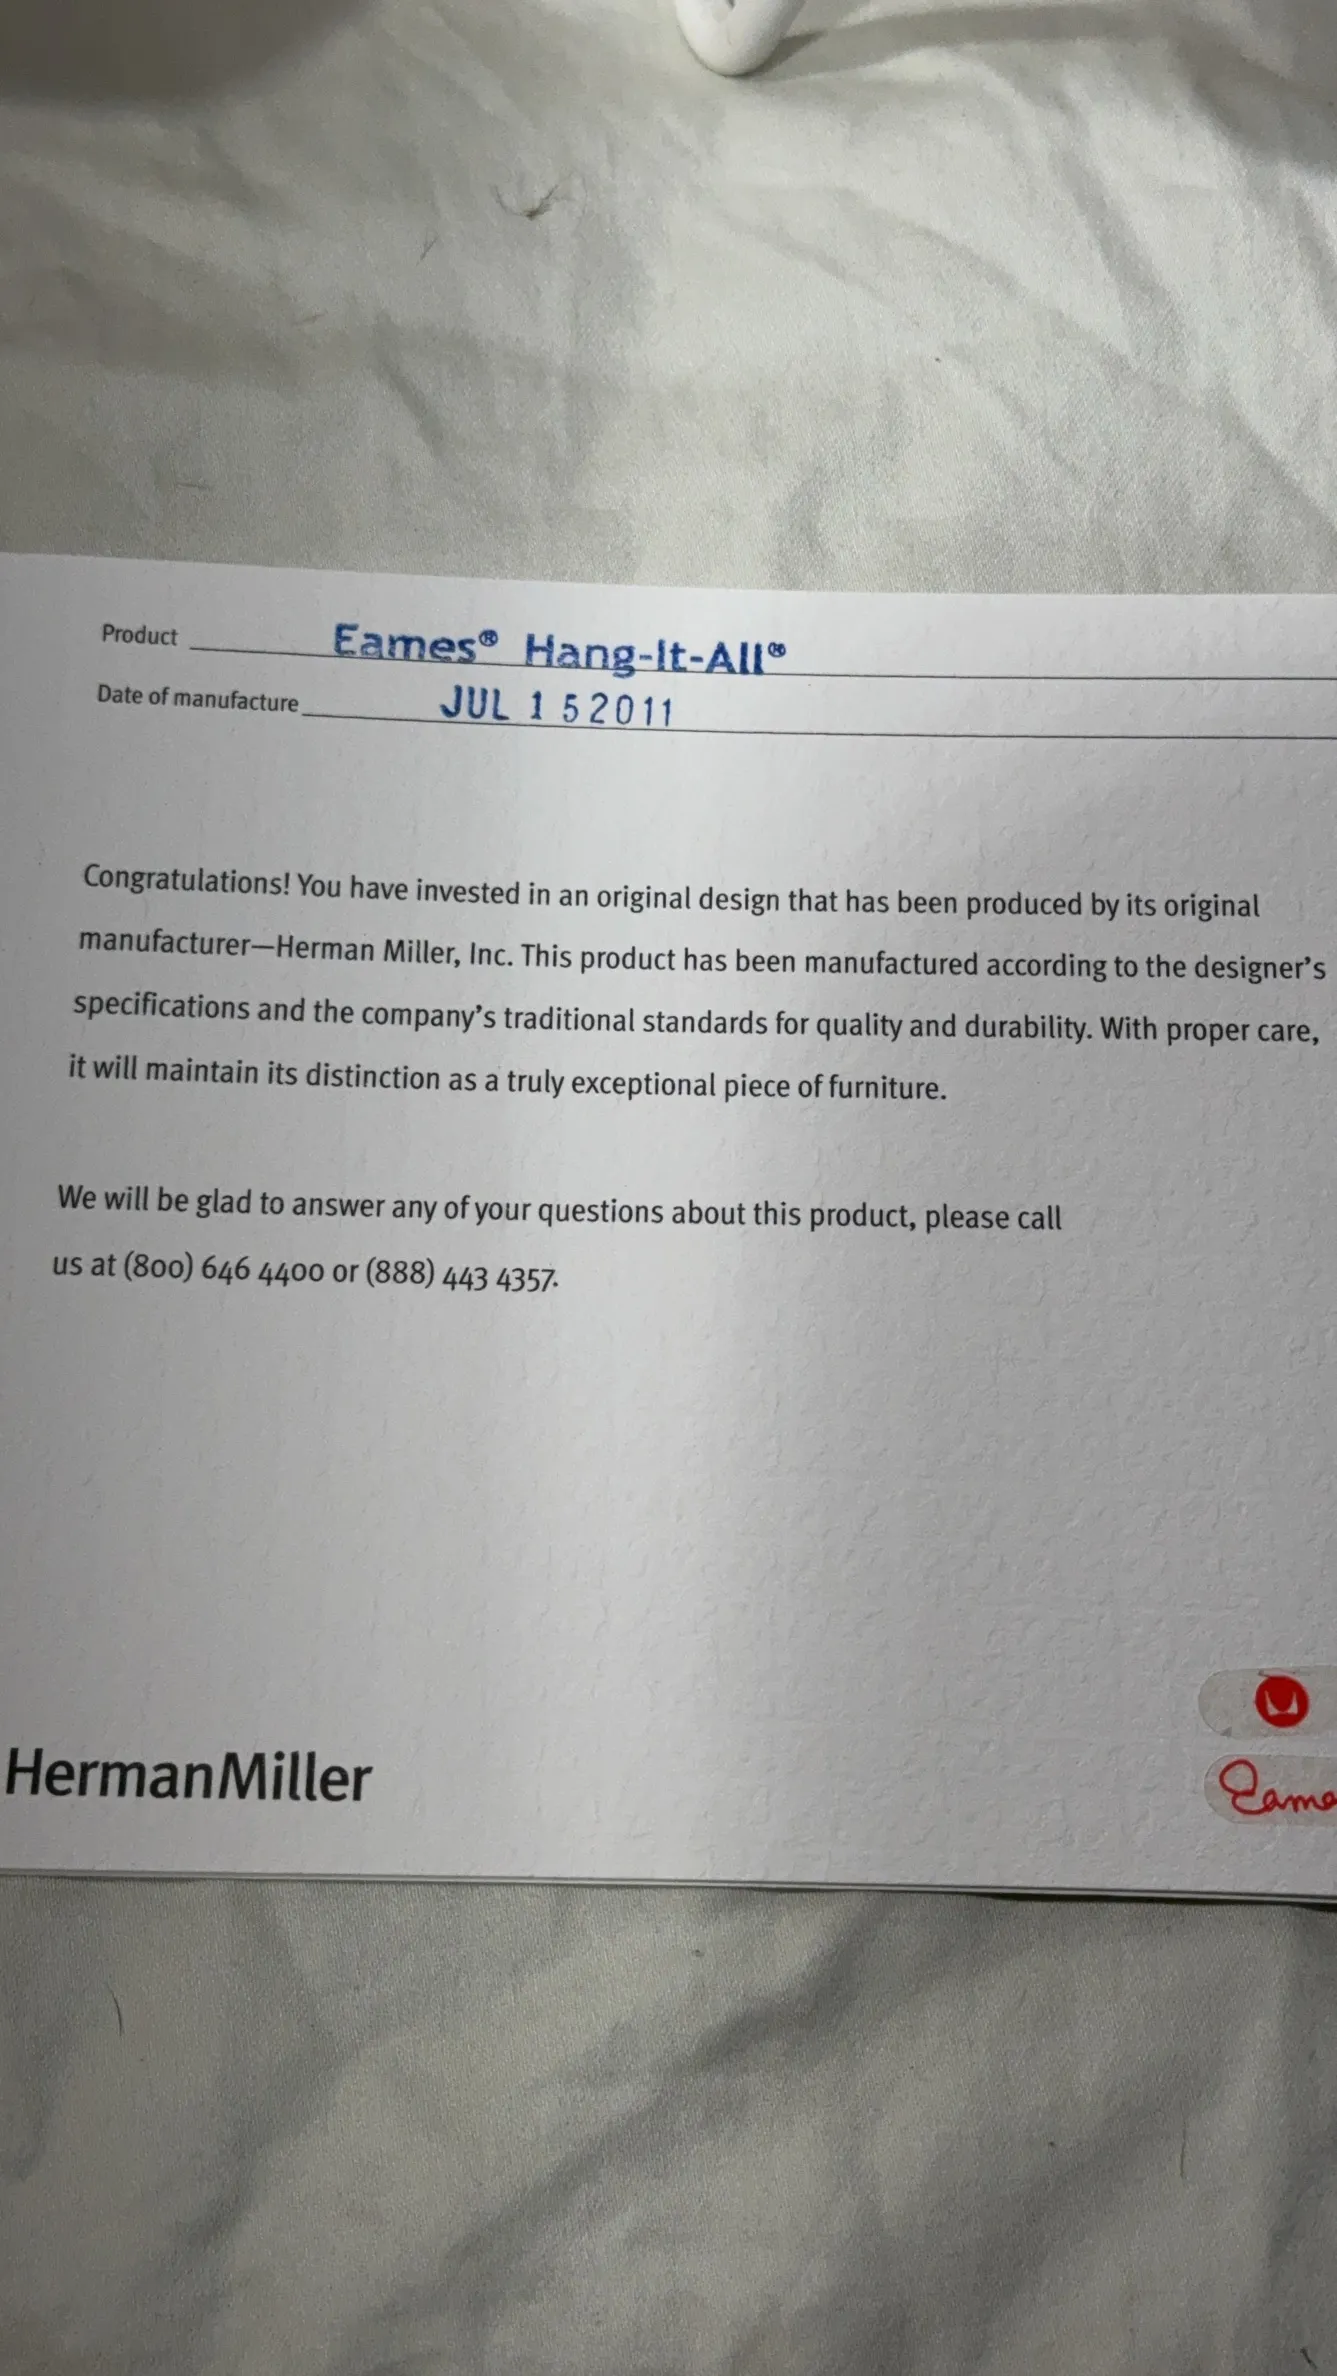 Product Eames® Hang-It-All®
Date of manufacture JUL 1 5 2011
Congratulations! You have invested in an original design that has been produced by its original
manufacturer—Herman Miller, Inc. This product has been manufactured according to the designer's
specifications and the company's traditional standards for quality and durability. With proper care,
it will maintain its distinction as a truly exceptional piece of furniture.
We will be glad to answer any of your questions about this product, please call
us at (800) 646 4400 or (888) 443 4357.
HermanMiller